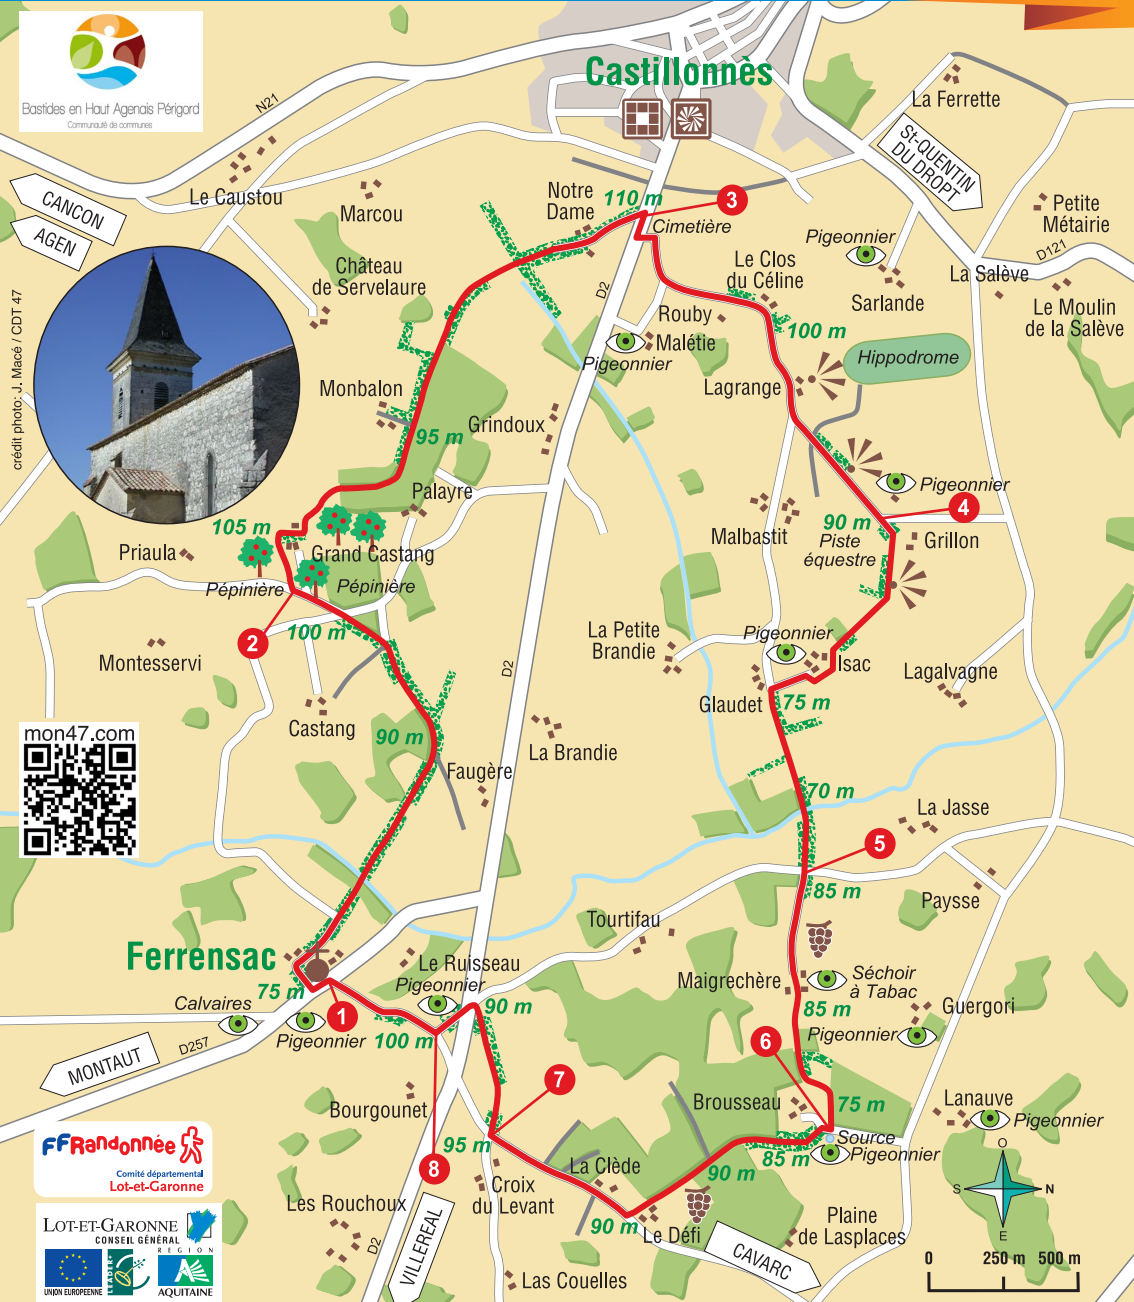 Bastides en Haut Agenais Périgord
Communauté de communes
N21
Castillonnès
La Ferrette
St-QUENTIN
DU DROPT
CANCON
AGEN
Le Caustou
Marcou
Notre
Dame
110 m
3
Cimetière
Petite
Métairie
D121
Pigeonnier
La Salève
Château
de Servelaure
Le Clos
du Céline
Sarlande
Le Moulin
de la Salève
D2
Rouby
100 m
Malétie
Pigeonnier
Hippodrome
crédit photo: J. Macé / CDT 47
Monbalon
Lagrange
Grindoux
95 m
Palayre
Pigeonnier
4
105 m
90 m
Piste
équestre
Malbastit
Grillon
Priaula
Grand Castang
Pépinière
Pépinière
2
100 m
La Petite
Brandie
Pigeonnier
Isac
Montesservi
D2
Lagalvagne
Glaudet
75 m
Castang
90 m
La Brandie
mon47.com
Faugère
70 m
La Jasse
5
85 m
Paysse
Tourtifau
Ferrensac
Le Ruisseau
Pigeonnier
Maigrechère
Séchoir
à Tabac
75 m
Calvaires
1
Pigeonnier
90 m
85 m
Guergori
100 m
Pigeonnier
6
D257
MONTAUT
7
Bourgounet
Brousseau
75 m
Lanauve
Pigeonnier
FFRandonnée
Comité départemental
Lot-et-Garonne
95 m
8
La Clède
85 m
Source
Pigeonnier
90 m
O
S
N
E
Croix
du Levant
Les Rouchoux
LOT-ET-GARONNE
CONSEIL GÉNÉRAL
90 m
Le Défi
Plaine
de Lasplaces
D2
VILLEREAL
CAVARC
Las Couelles
0
250 m
500 m
UNION EUROPEENNE
LEADER
REGION
AQUITAINE